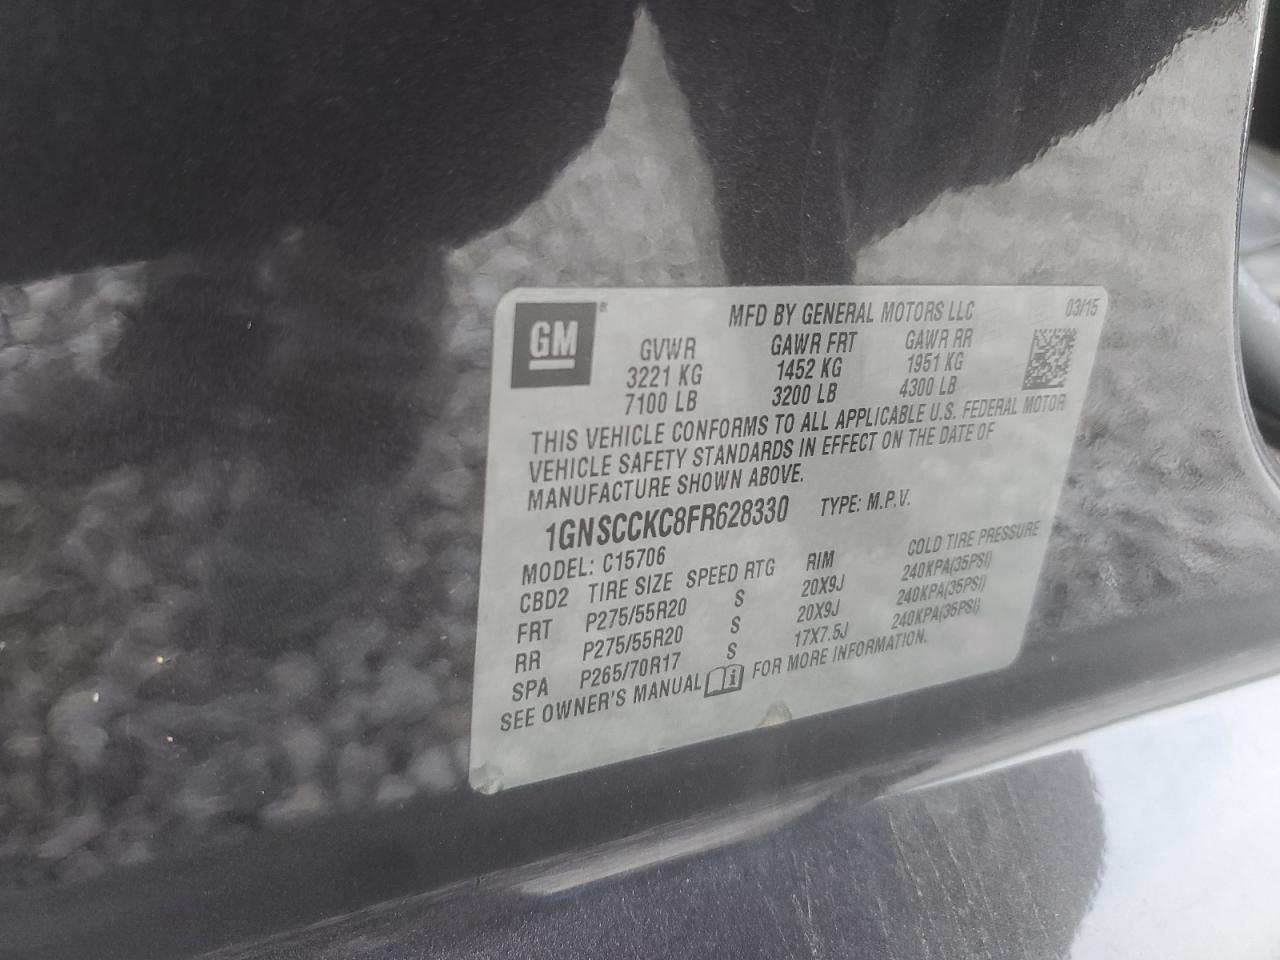 GM®
MFD BY GENERAL MOTORS LLC 03/15
GVWR GAWR FRT GAWR RR
3221 KG 1452 KG 1951 KG
7100 LB 3200 LB 4300 LB
THIS VEHICLE CONFORMS TO ALL APPLICABLE U.S. FEDERAL MOTOR
VEHICLE SAFETY STANDARDS IN EFFECT ON THE DATE OF
MANUFACTURE SHOWN ABOVE.
1GNSCCKC8FR628330 TYPE: M.P.V.
MODEL: C15706
CBD2 TIRE SIZE SPEED RTG RIM COLD TIRE PRESSURE
FRT P275/55R20 S 20X9J 240KPA(35PSI)
RR P275/55R20 S 20X9J 240KPA(35PSI)
SPA P265/70R17 S 17X7.5J 240KPA(35PSI)
SEE OWNER'S MANUAL i FOR MORE INFORMATION.